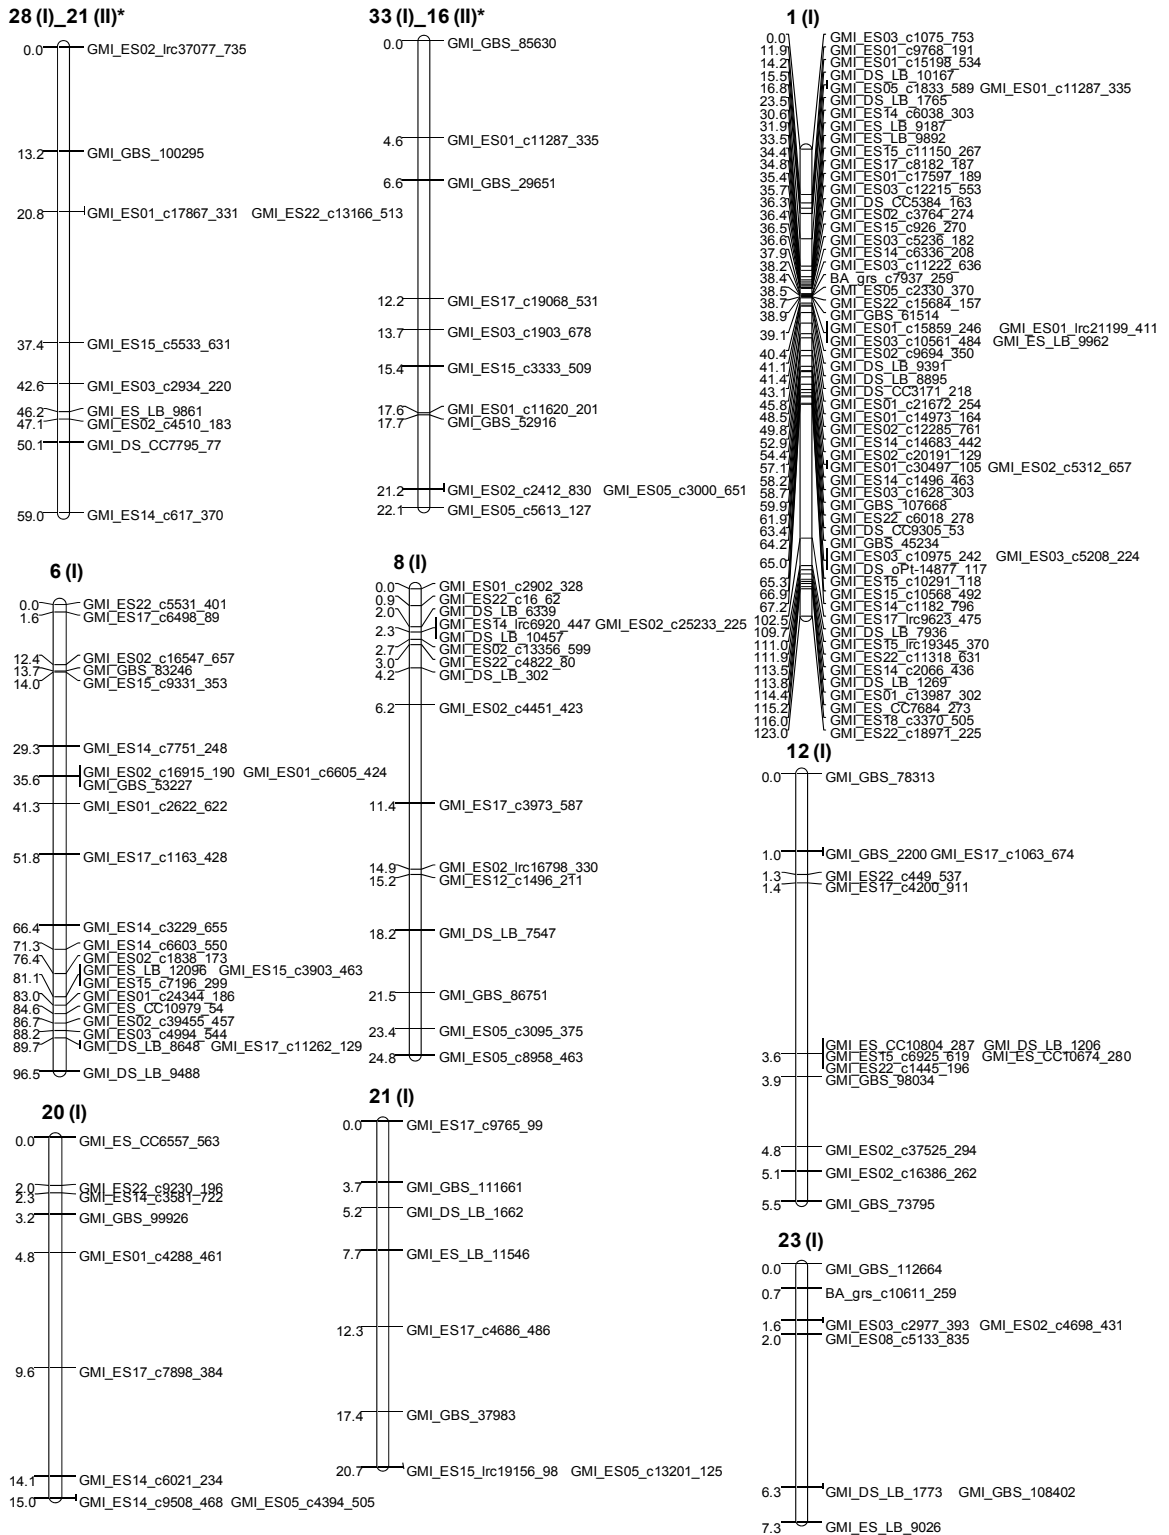 28 (I)_21 (II)*
0.0 GMI_ES02_lrc37077_735
13.2 GMI_GBS_100295
20.8 GMI_ES01_c17867_331 GMI_ES22_c13166_513
37.4 GMI_ES15_c5533_631
42.6 GMI_ES03_c2934_220
46.2 GMI_ES_LB_9861
47.1 GMI_ES02_c4510_183
50.1 GMI_DS_CC7795_77
59.0 GMI_ES14_c617_370
33 (I)_16 (II)*
0.0 GMI_GBS_85630
4.6 GMI_ES01_c11287_335
6.6 GMI_GBS_29651
12.2 GMI_ES17_c19068_531
13.7 GMI_ES03_c1903_678
15.4 GMI_ES15_c3333_509
17.6 GMI_ES01_c11620_201
17.7 GMI_GBS_52916
21.2 GMI_ES02_c2412_830 GMI_ES05_c3000_651
22.1 GMI_ES05_c5613_127
1 (I)
0.0 GMI_ES03_c1075_753
11.9 GMI_ES01_c9768_191
14.2 GMI_ES01_c15198_534
15.5 GMI_DS_LB_10167
16.8 GMI_ES05_c1833_589 GMI_ES01_c11287_335
23.5 GMI_DS_LB_1765
30.6 GMI_ES14_c6038_303
31.9 GMI_ES_LB_9187
33.5 GMI_ES_LB_9892
34.4 GMI_ES15_c11150_267
34.8 GMI_ES17_c8182_187
35.4 GMI_ES01_c17597_189
35.7 GMI_ES03_c12215_553
36.3 GMI_DS_CC5384_163
36.4 GMI_ES02_c3764_274
36.5 GMI_ES15_c926_270
36.6 GMI_ES03_c5236_182
37.9 GMI_ES14_c6336_208
38.2 GMI_ES03_c11222_636
38.4 BA_grs_c7937_259
38.5 GMI_ES05_c2330_370
38.7 GMI_ES22_c15684_157
38.9 GMI_GBS_61514
39.1 GMI_ES01_c15859_246 GMI_ES01_lrc21199_411
GMI_ES03_c10561_484 GMI_ES_LB_9962
40.4 GMI_ES02_c9694_350
41.1 GMI_DS_LB_9391
41.4 GMI_DS_LB_8895
43.1 GMI_DS_CC3171_218
45.8 GMI_ES01_c21672_254
48.5 GMI_ES01_c14973_164
49.8 GMI_ES02_c12285_761
52.9 GMI_ES14_c14683_442
54.4 GMI_ES02_c20191_129
57.1 GMI_ES01_c30497_105 GMI_ES02_c5312_657
58.2 GMI_ES14_c1496_463
58.7 GMI_ES03_c1628_303
59.9 GMI_GBS_107668
61.9 GMI_ES22_c6018_278
63.4 GMI_DS_CC9305_53
64.2 GMI_GBS_45234
65.0 GMI_ES03_c10975_242 GMI_ES03_c5208_224
GMI_DS_oPt-14877_117
65.3 GMI_ES15_c10291_118
66.9 GMI_ES15_c10568_492
67.2 GMI_ES14_c1182_796
102.5 GMI_ES17_lrc9623_475
109.7 GMI_DS_LB_7936
111.0 GMI_ES15_lrc19345_370
111.9 GMI_ES22_c11318_631
113.5 GMI_ES14_c2066_436
113.8 GMI_DS_LB_1269
114.4 GMI_ES01_c13987_302
115.2 GMI_ES_CC7684_273
116.0 GMI_ES18_c3370_505
123.0 GMI_ES22_c18971_225
6 (I)
0.0 GMI_ES22_c5531_401
1.6 GMI_ES17_c6498_89
12.4 GMI_ES02_c16547_657
13.7 GMI_GBS_83246
14.0 GMI_ES15_c9331_353
29.3 GMI_ES14_c7751_248
35.6 GMI_ES02_c16915_190 GMI_ES01_c6605_424
GMI_GBS_53227
41.3 GMI_ES01_c2622_622
51.8 GMI_ES17_c1163_428
66.4 GMI_ES14_c3229_655
71.3 GMI_ES14_c6603_550
76.4 GMI_ES02_c1838_173
81.1 GMI_ES_LB_12096 GMI_ES15_c3903_463
GMI_ES15_c7196_299
83.0 GMI_ES01_c24344_186
84.6 GMI_ES_CC10979_54
86.7 GMI_ES02_c39455_457
88.2 GMI_ES03_c4994_544
89.7 GMI_DS_LB_8648 GMI_ES17_c11262_129
96.5 GMI_DS_LB_9488
8 (I)
0.0 GMI_ES01_c2902_328
0.9 GMI_ES22_c16_62
2.0 GMI_DS_LB_6339
2.3 GMI_ES14_lrc6920_447 GMI_ES02_c25233_225
GMI_DS_LB_10457
2.7 GMI_ES02_c13356_599
3.0 GMI_ES22_c4822_80
4.2 GMI_DS_LB_302
6.2 GMI_ES02_c4451_423
11.4 GMI_ES17_c3973_587
14.9 GMI_ES02_lrc16798_330
15.2 GMI_ES12_c1496_211
18.2 GMI_DS_LB_7547
21.5 GMI_GBS_86751
23.4 GMI_ES05_c3095_375
24.8 GMI_ES05_c8958_463
12 (I)
0.0 GMI_GBS_78313
1.0 GMI_GBS_2200 GMI_ES17_c1063_674
1.3 GMI_ES22_c449_537
1.4 GMI_ES17_c4200_911
GMI_ES_CC10804_287 GMI_DS_LB_1206
3.6 GMI_ES15_c6925_619 GMI_ES_CC10674_280
GMI_ES22_c1445_196
3.9 GMI_GBS_98034
4.8 GMI_ES02_c37525_294
5.1 GMI_ES02_c16386_262
5.5 GMI_GBS_73795
20 (I)
0.0 GMI_ES_CC6557_563
2.0 GMI_ES22_c9230_196
2.3 GMI_ES14_c3581_722
3.2 GMI_GBS_99926
4.8 GMI_ES01_c4288_461
9.6 GMI_ES17_c7898_384
14.1 GMI_ES14_c6021_234
15.0 GMI_ES14_c9508_468 GMI_ES05_c4394_505
21 (I)
0.0 GMI_ES17_c9765_99
3.7 GMI_GBS_111661
5.2 GMI_DS_LB_1662
7.7 GMI_ES_LB_11546
12.3 GMI_ES17_c4686_486
17.4 GMI_GBS_37983
20.7 GMI_ES15_lrc19156_98 GMI_ES05_c13201_125
23 (I)
0.0 GMI_GBS_112664
0.7 BA_grs_c10611_259
1.6 GMI_ES03_c2977_393 GMI_ES02_c4698_431
2.0 GMI_ES08_c5133_835
6.3 GMI_DS_LB_1773 GMI_GBS_108402
7.3 GMI_ES_LB_9026